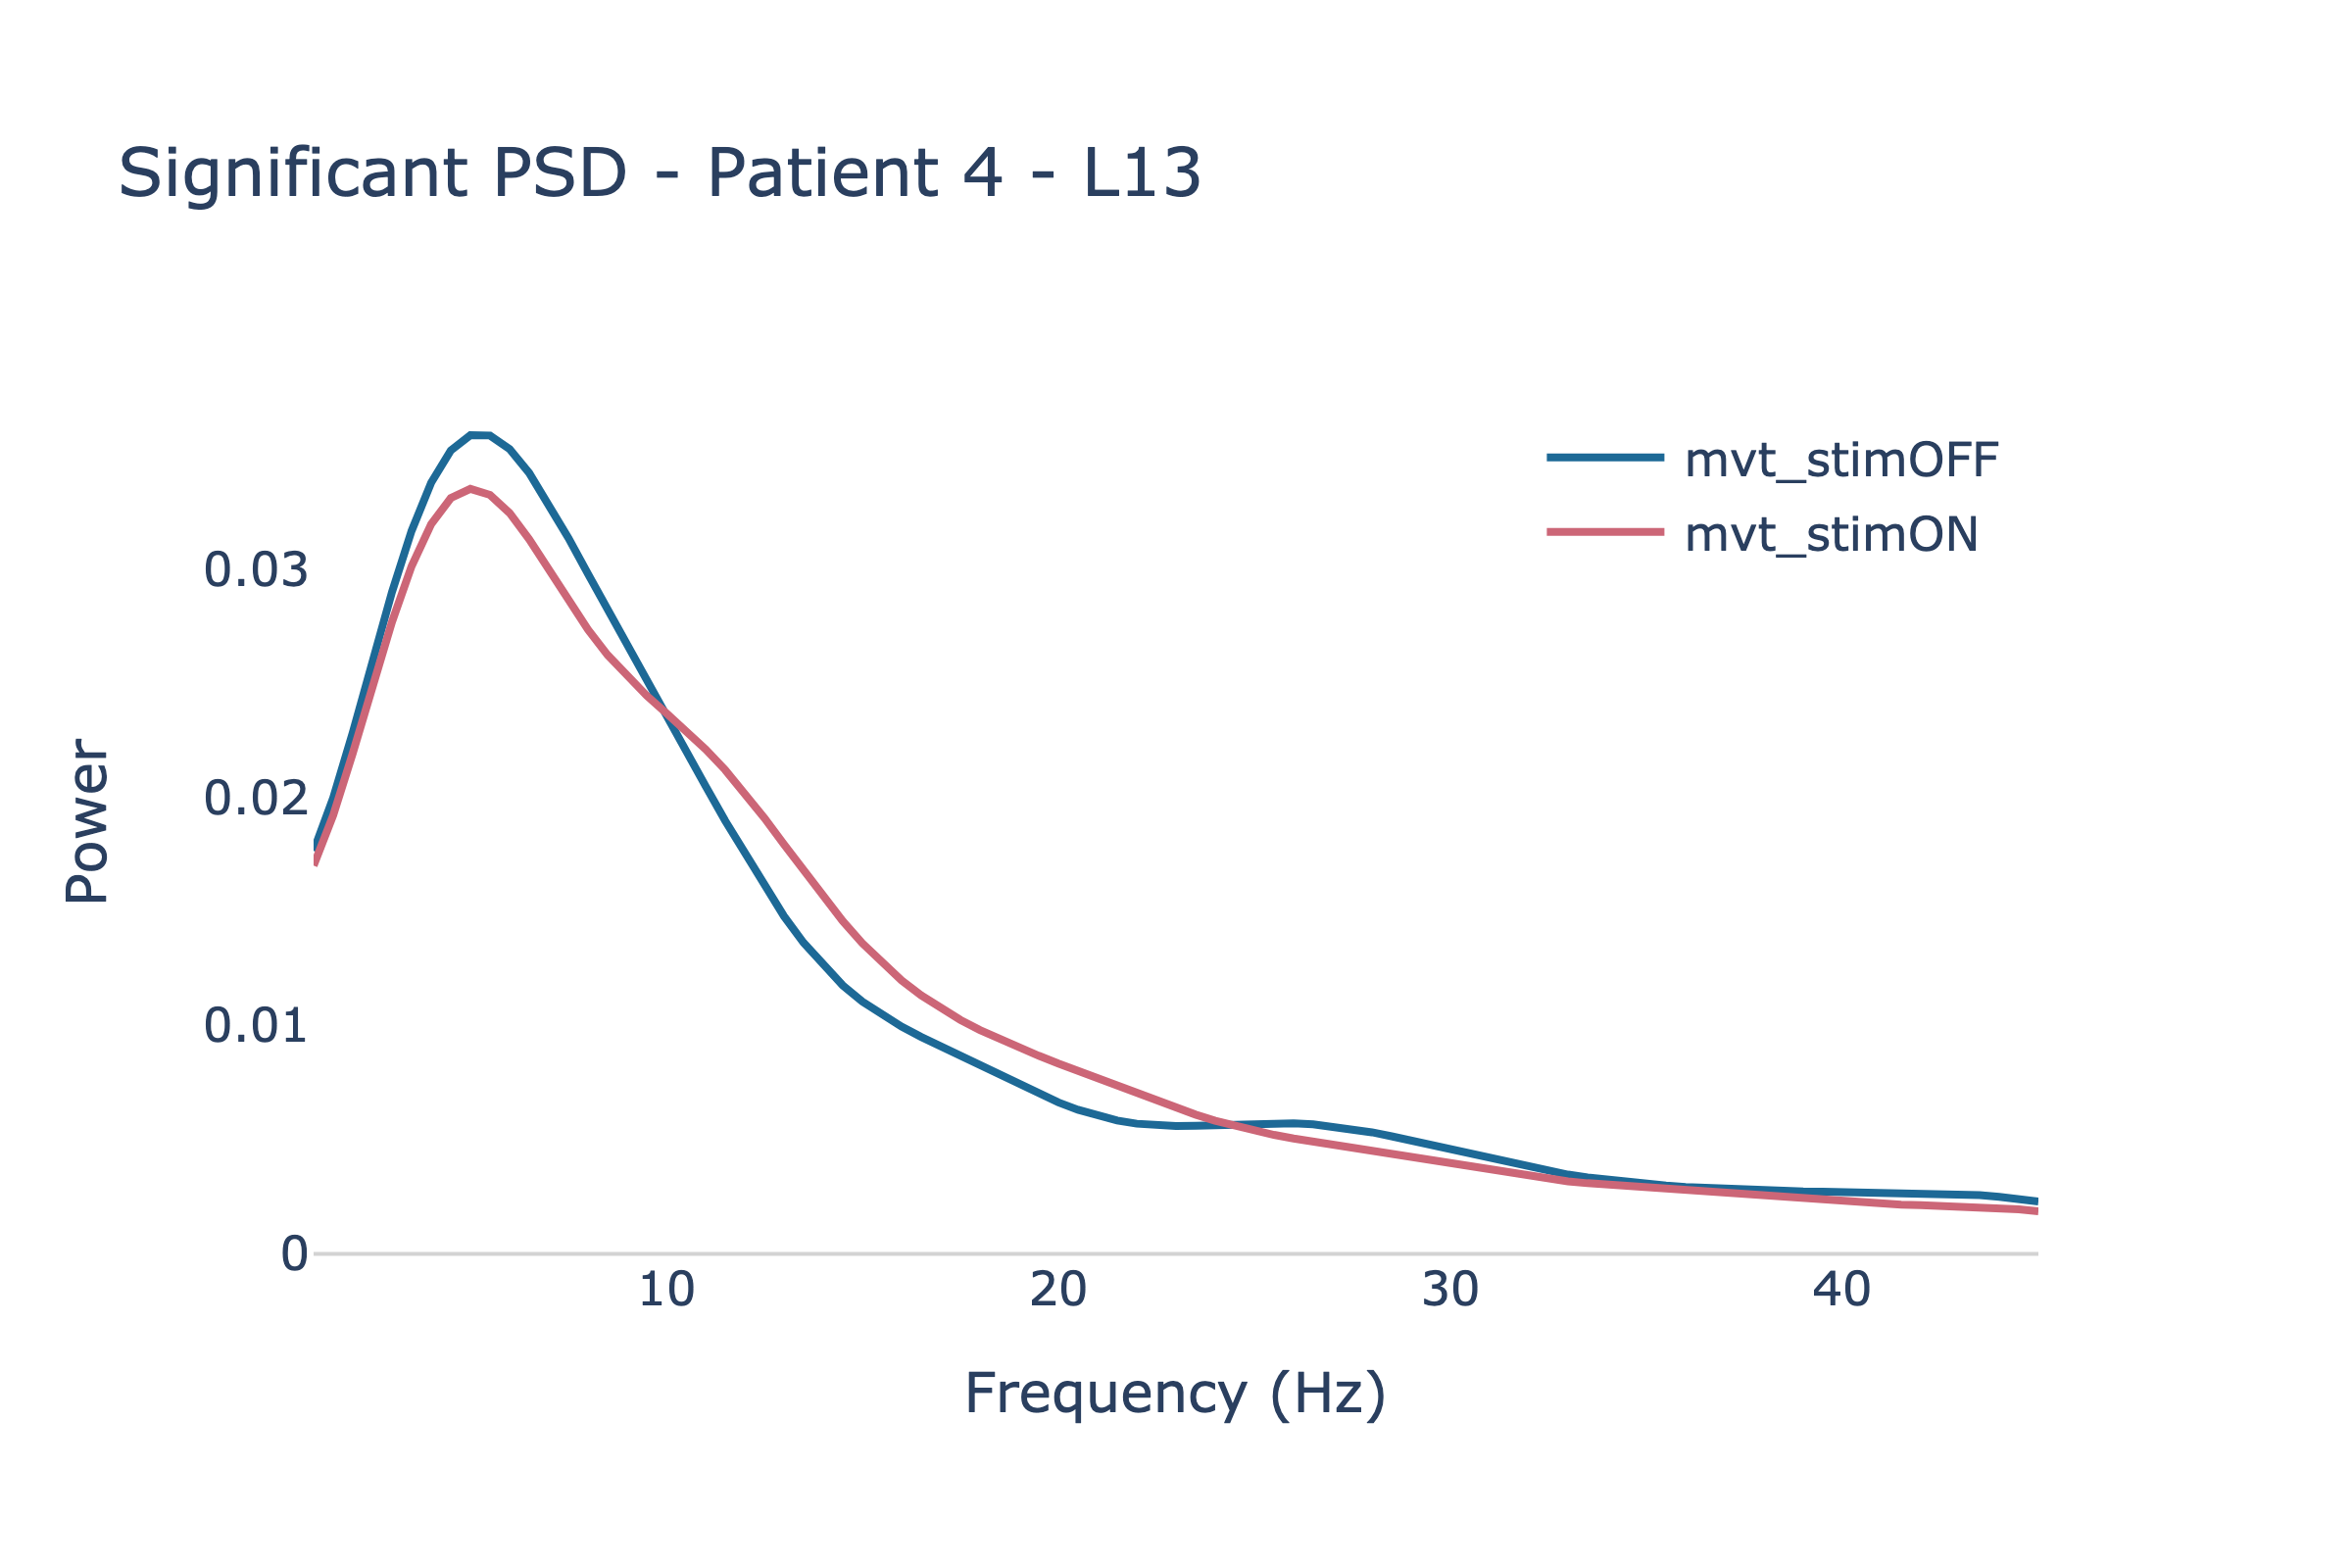 Significant PSD - Patient 4 - L13
mvt_stimOFF
mvt_stimON
0.03
0.02
0.01
0
Power
10 20 30 40
Frequency (Hz)